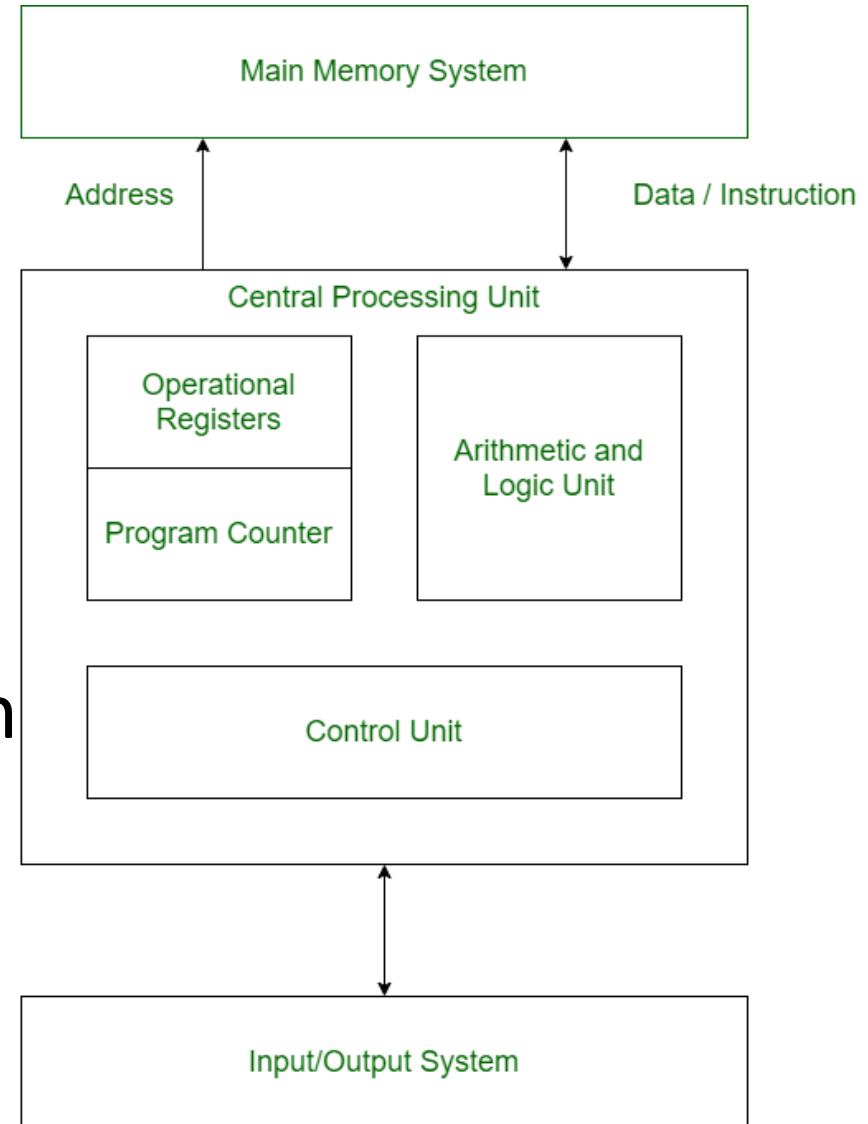 Main Memory System
Address
Data / Instruction
Central Processing Unit
Operational
Registers
Arithmetic and
Logic Unit
Program Counter
n
Control Unit
Input/Output System